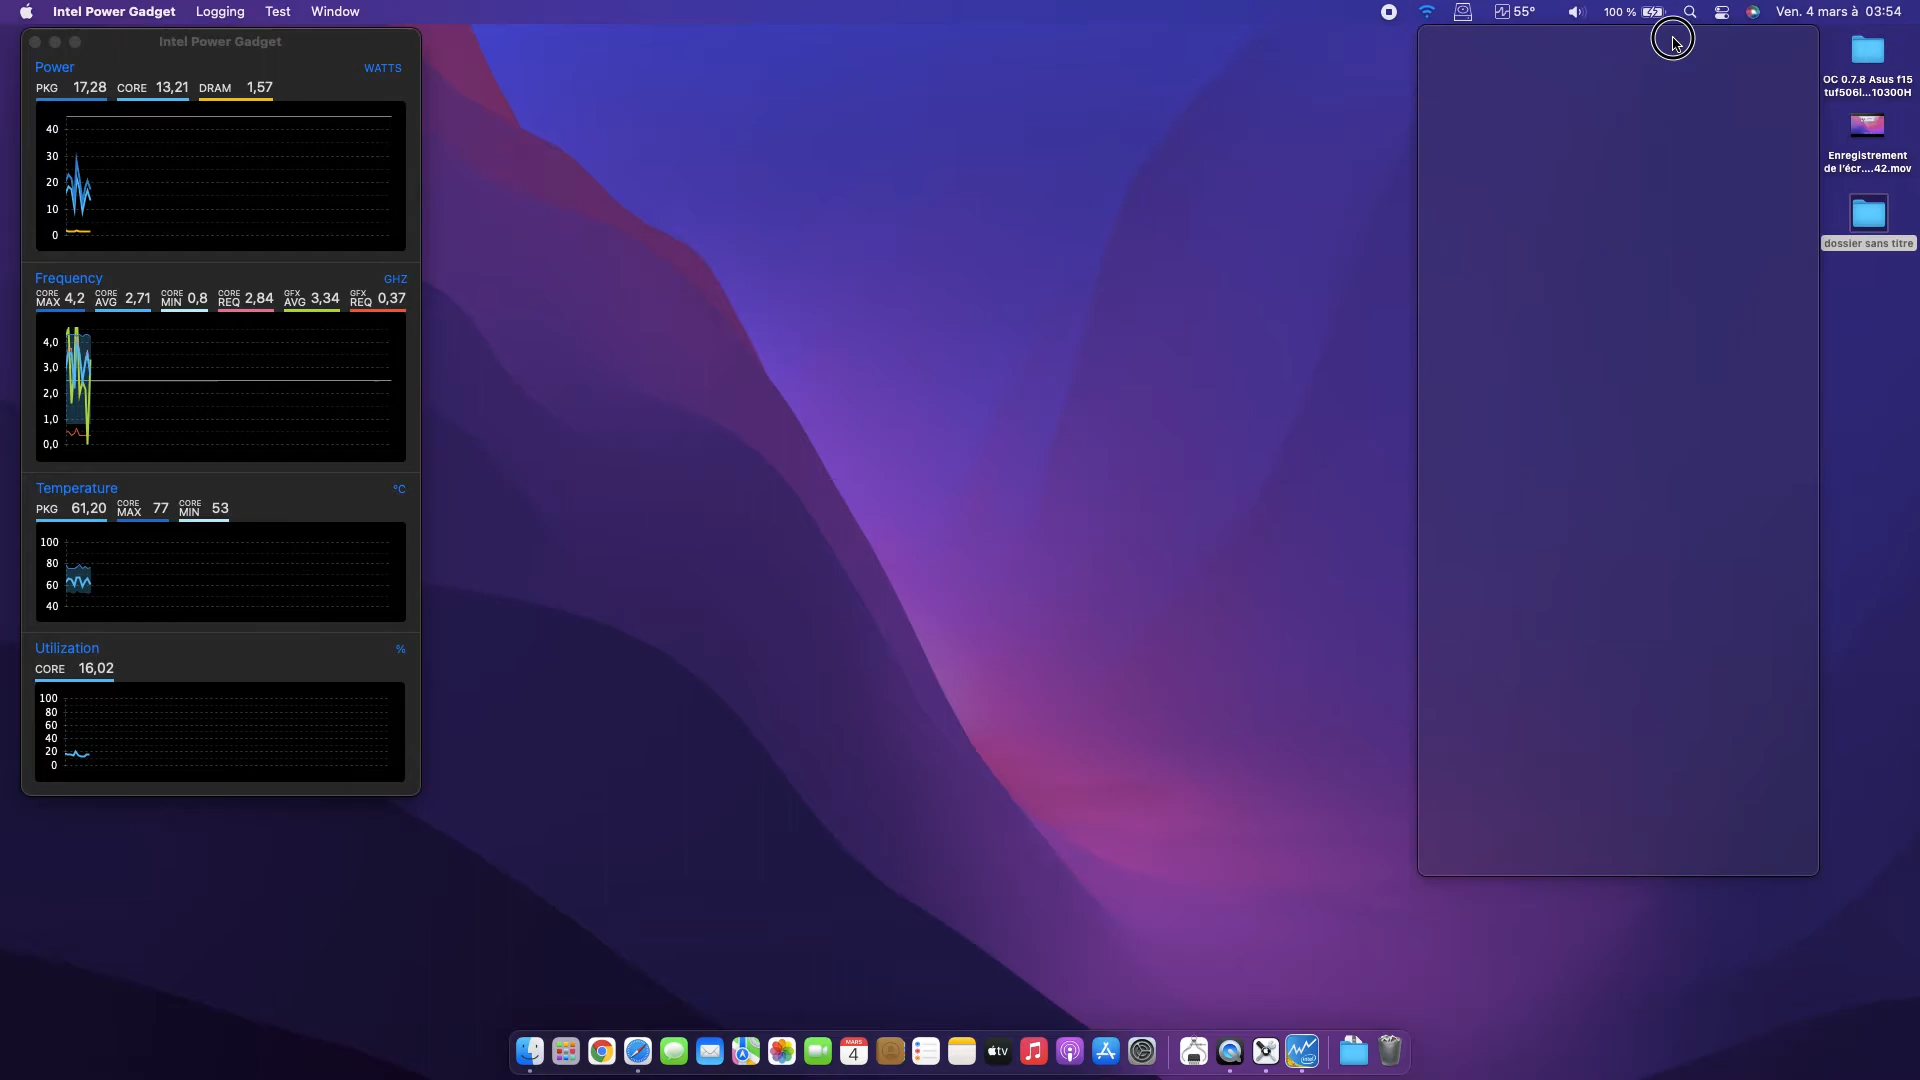 Intel Power Gadget Logging Test Window
55° 100 % Ven. 4 mars à 03:54
Intel Power Gadget
Power WATTS
PKG 17,28 CORE 13,21 DRAM 1,57
40
30
20
10
0
Frequency GHZ
CORE MAX 4,2 CORE AVG 2,71 CORE MIN 0,8 CORE REQ 2,84 GFX AVG 3,34 GFX REQ 0,37
4,0
3,0
2,0
1,0
0,0
Temperature °C
PKG 61,20 CORE MAX 77 CORE MIN 53
100
80
60
40
Utilization %
CORE 16,02
100
80
60
40
20
0
OC 0.7.8 Asus f15
tuf506l...10300H
Enregistrement
de l'écr....42.mov
dossier sans titre
MARS
4
tv
intel